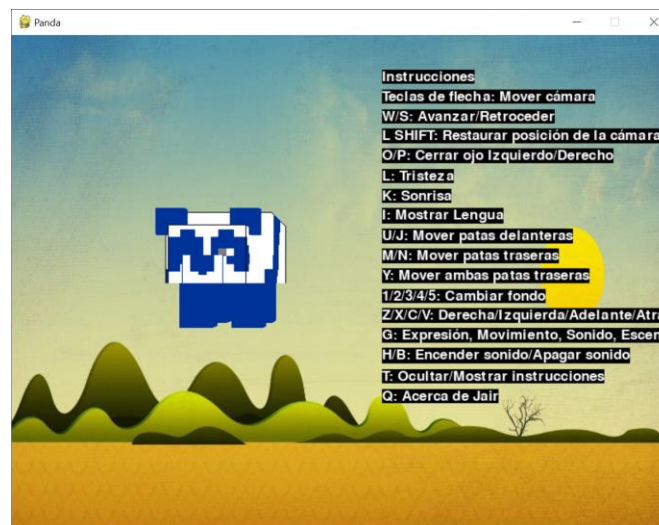 Panda
Instrucciones
Teclas de flecha: Mover cámara
W/S: Avanzar/Retroceder
L SHIFT: Restaurar posición de la cámara
O/P: Cerrar ojo Izquierdo/Derecho
L: Tristeza
K: Sonrisa
I: Mostrar Lengua
U/J: Mover patas delanteras
M/N: Mover patas traseras
Y: Mover ambas patas traseras
1/2/3/4/5: Cambiar fondo
Z/X/C/V: Derecha/Izquierda/Adelante/Atrá
G: Expresión, Movimiento, Sonido, Escen
H/B: Encender sonido/Apagar sonido
T: Ocultar/Mostrar instrucciones
Q: Acerca de Jair